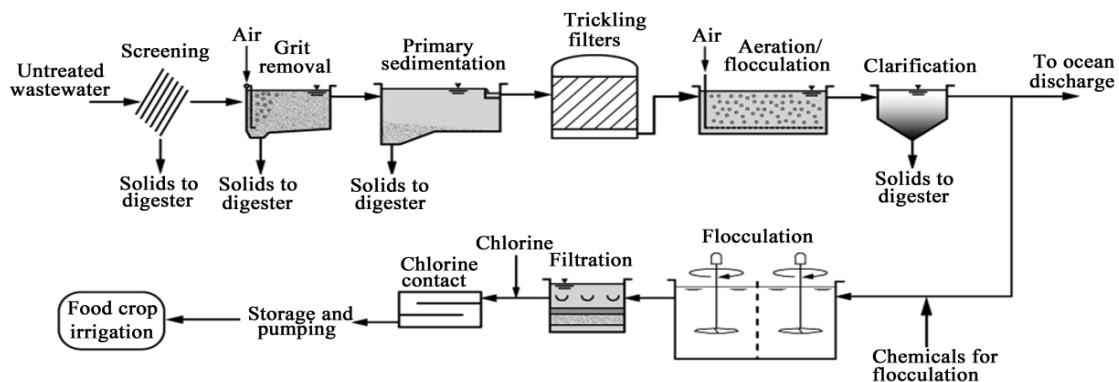 Untreated
wastewater
Screening
Solids to
digester
Air
Grit
removal
Solids to
digester
Primary
sedimentation
Solids to
digester
Trickling
filters
Air
Aeration/
flocculation
Clarification
Solids to
digester
To ocean
discharge
Chemicals for
flocculation
Flocculation
Filtration
Chlorine
Chlorine
contact
Storage and
pumping
Food crop
irrigation